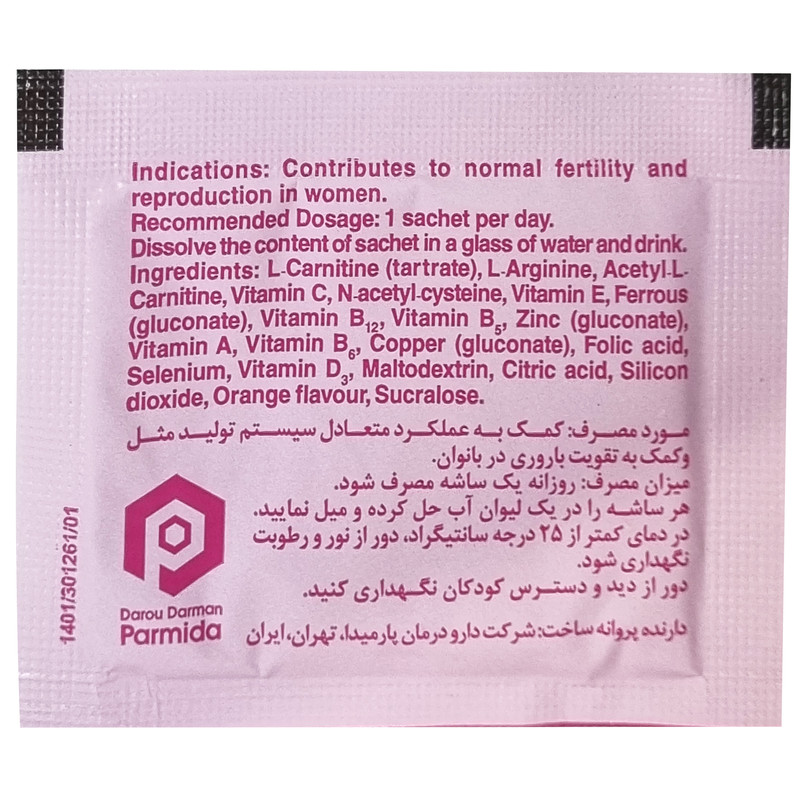 Indications: Contributes to normal fertility and
reproduction in women.
Recommended Dosage: 1 sachet per day.
Dissolve the content of sachet in a glass of water and drink.
Ingredients: L-Carnitine (tartrate), L-Arginine, Acetyl-L-
Carnitine, Vitamin C, N-acetyl-cysteine, Vitamin E, Ferrous
(gluconate), Vitamin B12, Vitamin B5, Zinc (gluconate),
Vitamin A, Vitamin B6, Copper (gluconate), Folic acid,
Selenium, Vitamin D3, Maltodextrin, Citric acid, Silicon
dioxide, Orange flavour, Sucralose.
مورد مصرف: کمک به عملکرد متعادل سیستم تولید مثل
وکمک به تقویت باروری در بانوان.
میزان مصرف: روزانه یک ساشه مصرف شود.
هر ساشه را در یک لیوان آب حل کرده و میل نمایید.
در دمای کمتر از ۲۵ درجه سانتیگراد، دور از نور و رطوبت
نگهداری شود.
دور از دید و دسترس کودکان نگهداری کنید.
دارنده پروانه ساخت: شرکت دارو درمان پارمیدا، تهران، ایران
Darou Darman
Parmida
1401/301261/01